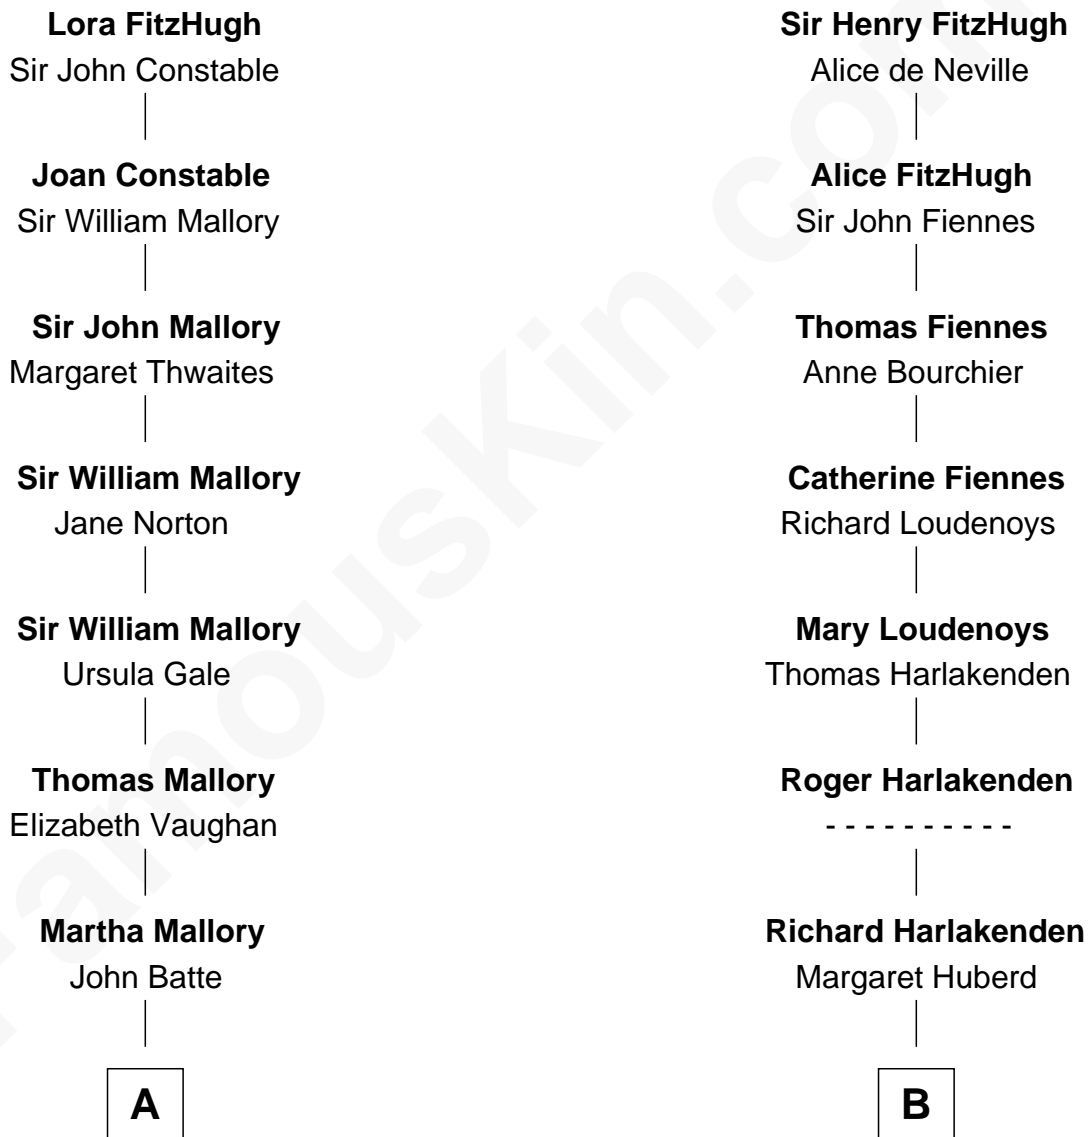 Lora FitzHugh
Sir John Constable
Joan Constable
Sir William Mallory
Sir John Mallory
Margaret Thwaites
Sir William Mallory
Jane Norton
Sir William Mallory
Ursula Gale
Thomas Mallory
Elizabeth Vaughan
Martha Mallory
John Batte
A
Sir Henry FitzHugh
Alice de Neville
Alice FitzHugh
Sir John Fiennes
Thomas Fiennes
Anne Bourchier
Catherine Fiennes
Richard Loudenoys
Mary Loudenoys
Thomas Harlakenden
Roger Harlakenden
- - - - - - - - - -
Richard Harlakenden
Margaret Huberd
B
FamousKin.com